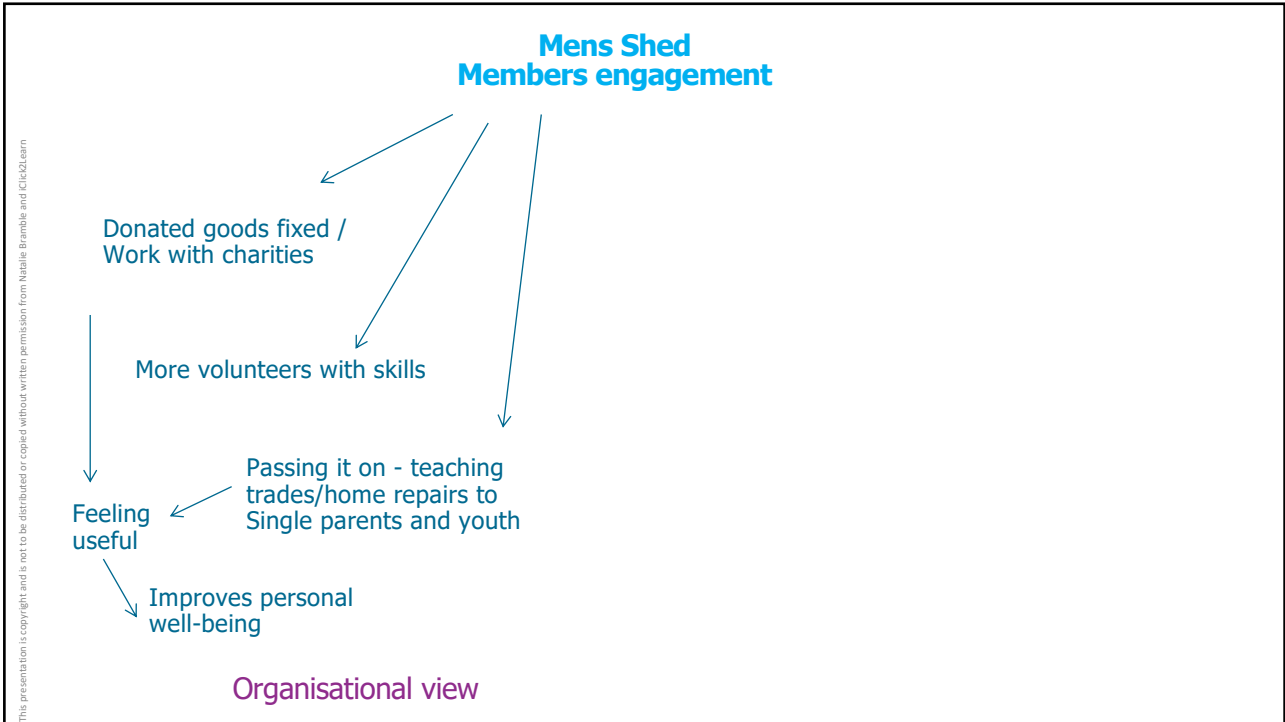 Mens Shed
Members engagement
Donated goods fixed /
Work with charities
More volunteers with skills
Passing it on - teaching
trades/home repairs to
Single parents and youth
Feeling
useful
Improves personal
well-being
Organisational view
This presentation is copyright and is not to be distributed or copied without written permission from Natalie Bramble and iClick2Learn